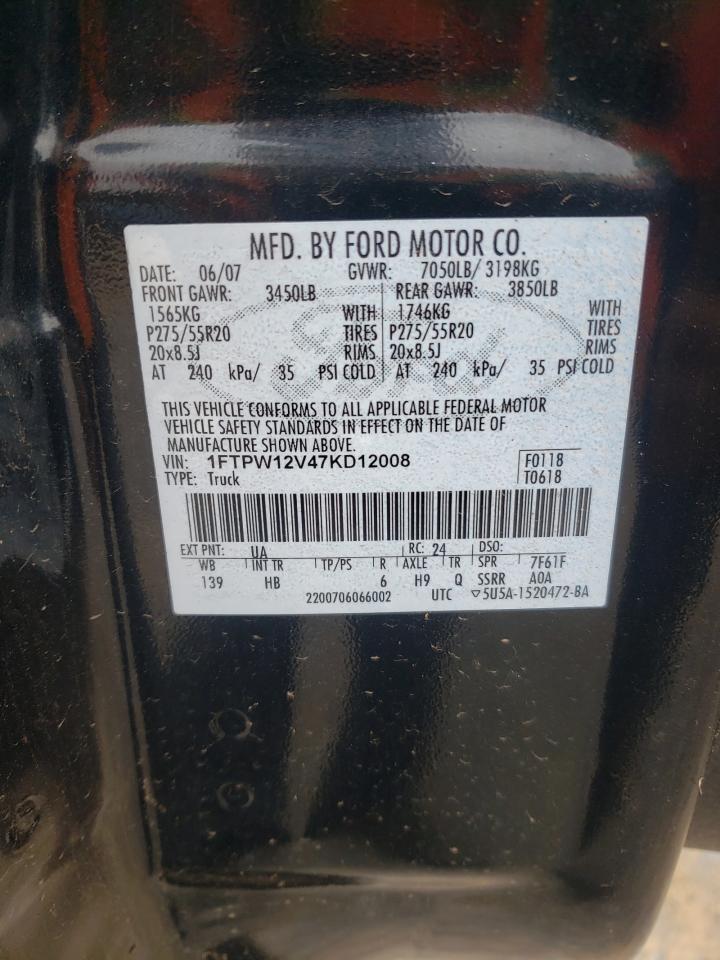 MFD. BY FORD MOTOR CO.
DATE: 06/07 GVWR: 7050LB/ 3198KG
FRONT GAWR: 3450LB REAR GAWR: 3850LB
1565KG WITH 1746KG WITH
P275/55R20 TIRES P275/55R20 TIRES
20x8.5J RIMS 20x8.5J RIMS
AT 240 kPa/ 35 PSI COLD AT 240 kPa/ 35 PSI COLD
THIS VEHICLE CONFORMS TO ALL APPLICABLE FEDERAL MOTOR
VEHICLE SAFETY STANDARDS IN EFFECT ON THE DATE OF
MANUFACTURE SHOWN ABOVE.
VIN: 1FTPW12V47KD12008 F0118
TYPE: Truck T0618
EXT PNT: UA RC: 24 DSO:
WB INT TR TP/PS R AXLE TR SPR 7F61F
139 HB 6 H9 Q SSRR A0A
2200706066002 UTC ▽5U5A-1520472-BA
Ford